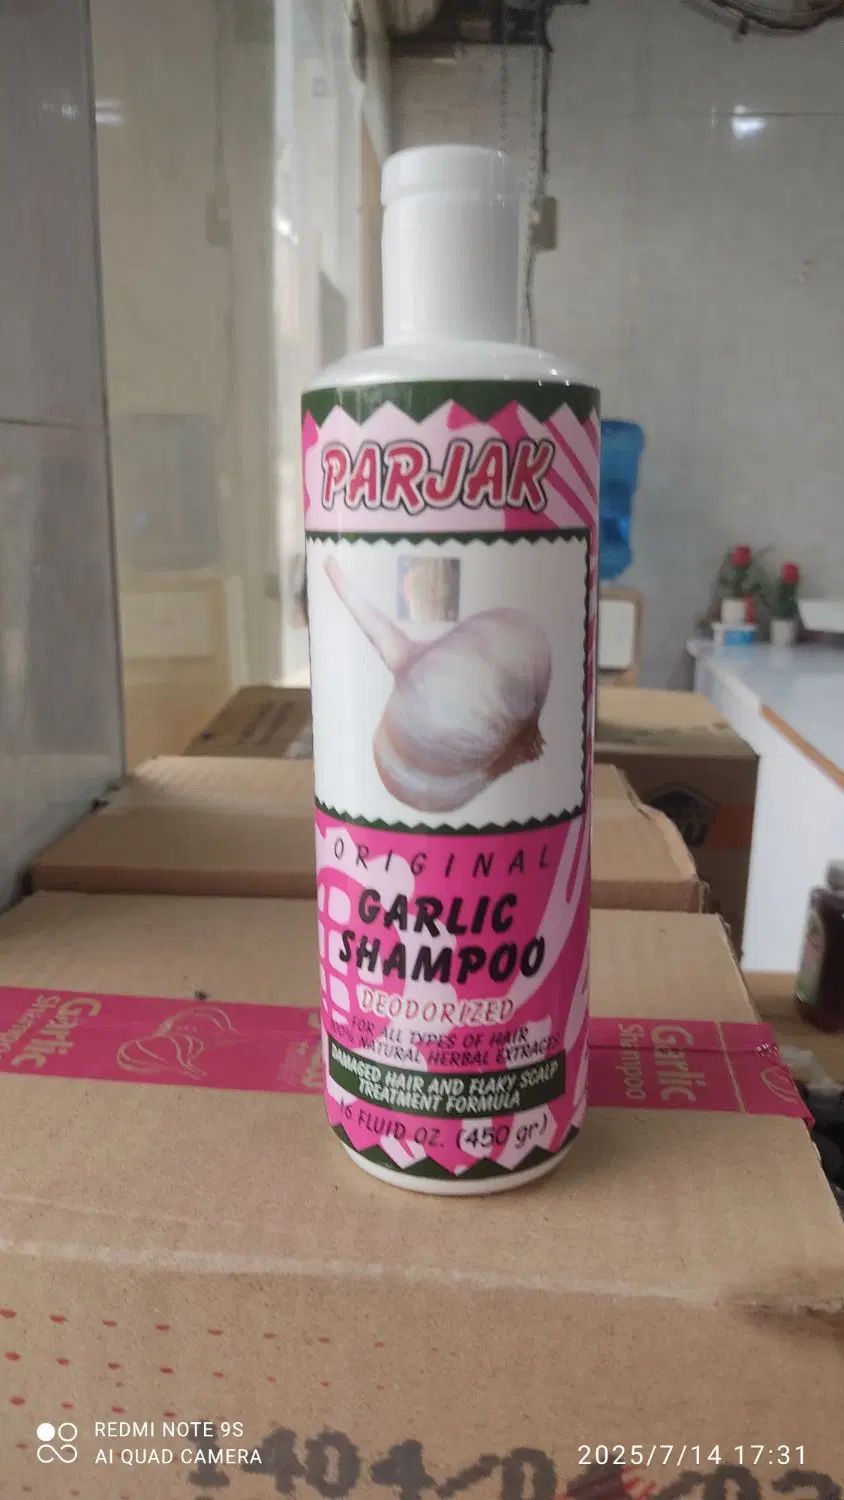 PARJAK
ORIGINAL
GARLIC
SHAMPOO
DEODORIZED
FOR ALL TYPES OF HAIR
100% NATURAL HERBAL EXTRACES
DAMAGED HAIR AND FLAKY SCALP
TREATMENT FORMULA
16 FLUID OZ. (450 gr)
Garlic
Shampoo
Garlic
Shampoo
REDMI NOTE 9S
AI QUAD CAMERA
2025/7/14 17:31